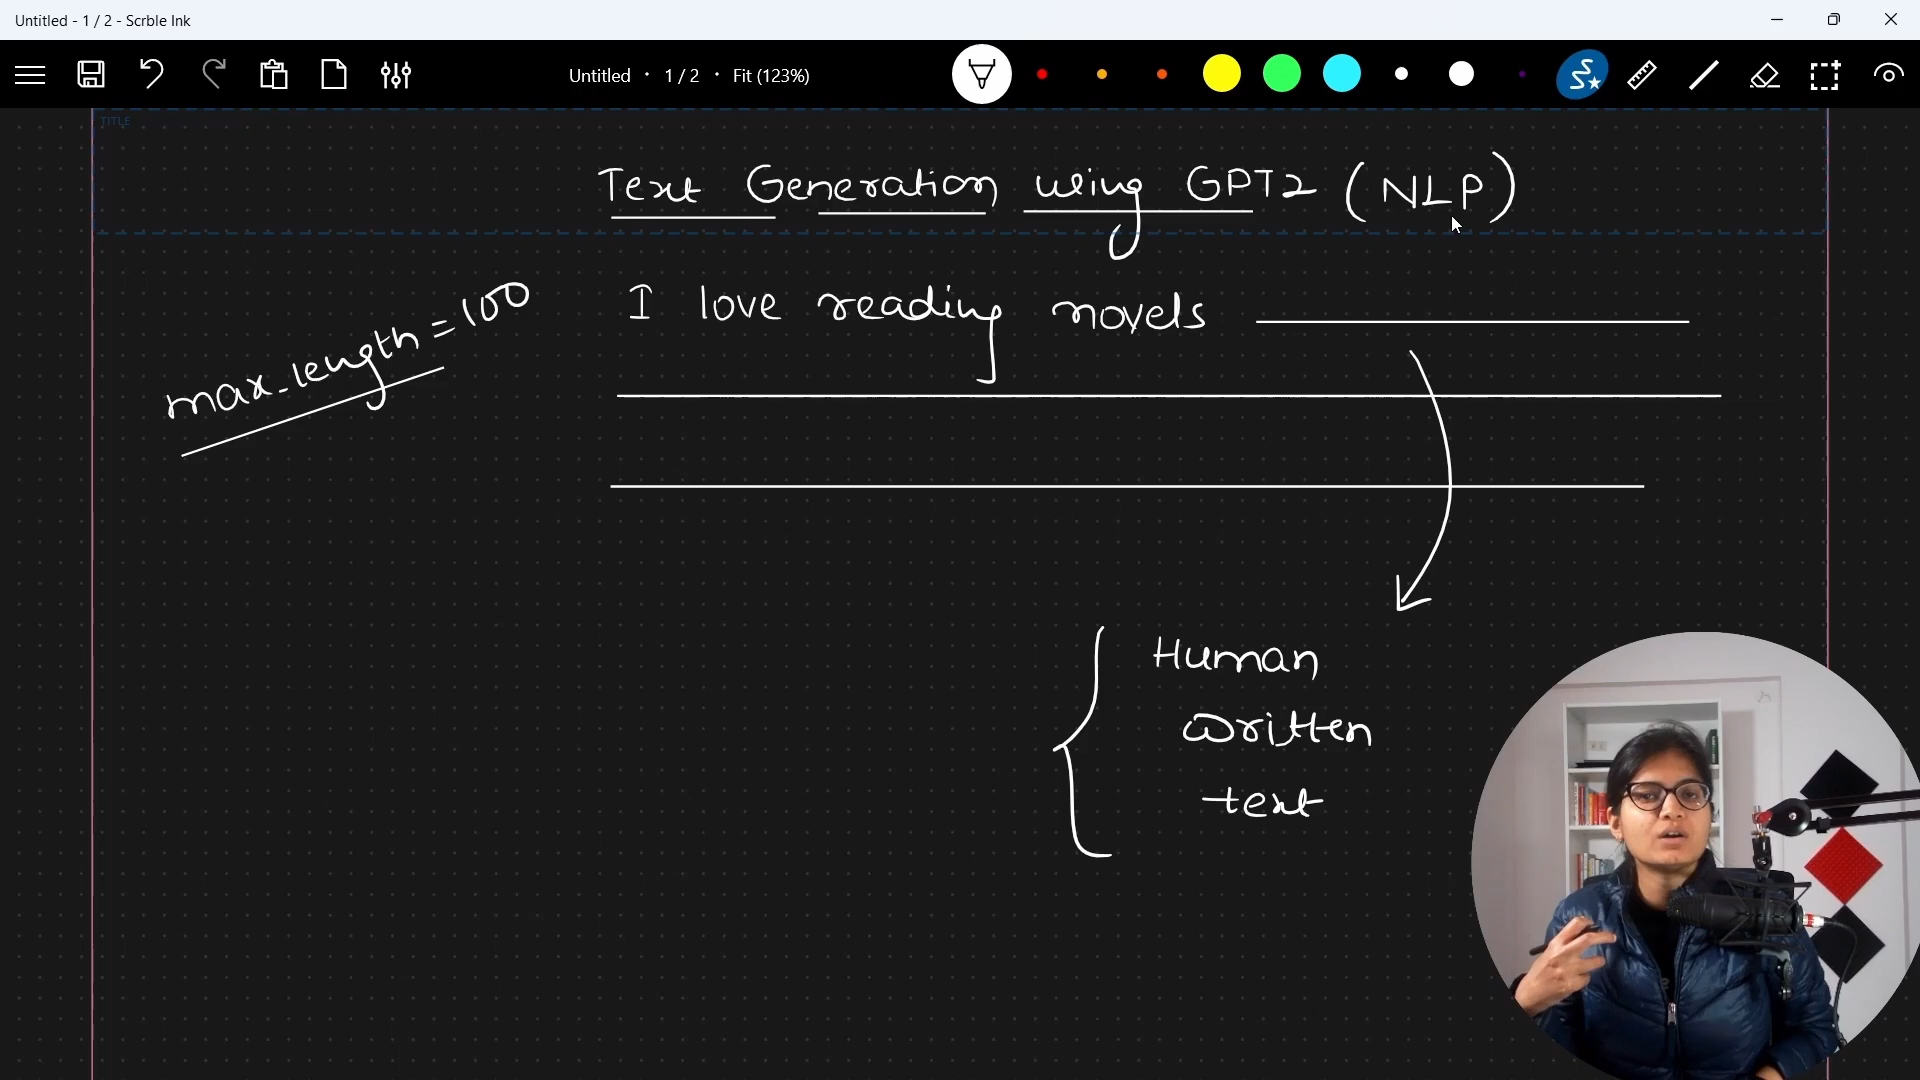 Untitled - 1 / 2 - Scrble Ink
Untitled • 1 / 2 • Fit (123%)
TITLE
Text Generation using GPT2 (NLP)
I love reading novels
max_length = 100
Human
written
text